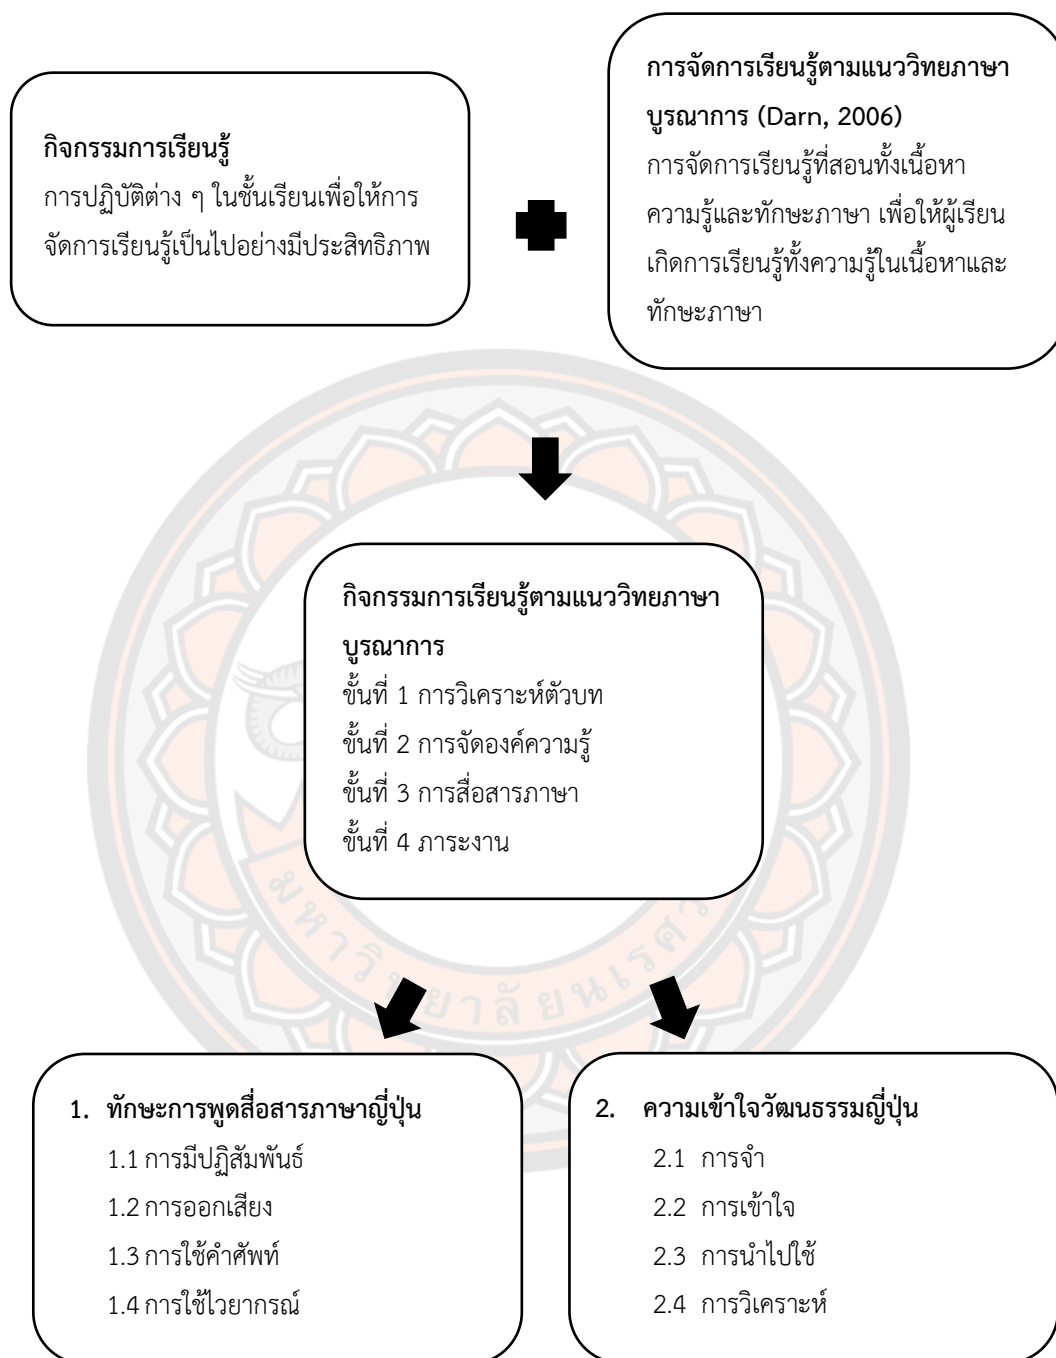 กิจกรรมการเรียนรู้
การปฏิบัติต่าง ๆ ในชั้นเรียนเพื่อให้การ
จัดการเรียนรู้เป็นไปอย่างมีประสิทธิภาพ
การจัดการเรียนรู้ตามแนววิทยภาษา
บูรณาการ (Darn, 2006)
การจัดการเรียนรู้ที่สอนทั้งเนื้อหา
ความรู้และทักษะภาษา เพื่อให้ผู้เรียน
เกิดการเรียนรู้ทั้งความรู้ในเนื้อหาและ
ทักษะภาษา
กิจกรรมการเรียนรู้ตามแนววิทยภาษา
บูรณาการ
ขั้นที่ 1 การวิเคราะห์ตัวบท
ขั้นที่ 2 การจัดองค์ความรู้
ขั้นที่ 3 การสื่อสารภาษา
ขั้นที่ 4 ภาระงาน
1. ทักษะการพูดสื่อสารภาษาญี่ปุ่น
1.1 การมีปฏิสัมพันธ์
1.2 การออกเสียง
1.3 การใช้คำศัพท์
1.4 การใช้ไวยากรณ์
2. ความเข้าใจวัฒนธรรมญี่ปุ่น
2.1 การจำ
2.2 การเข้าใจ
2.3 การนำไปใช้
2.4 การวิเคราะห์